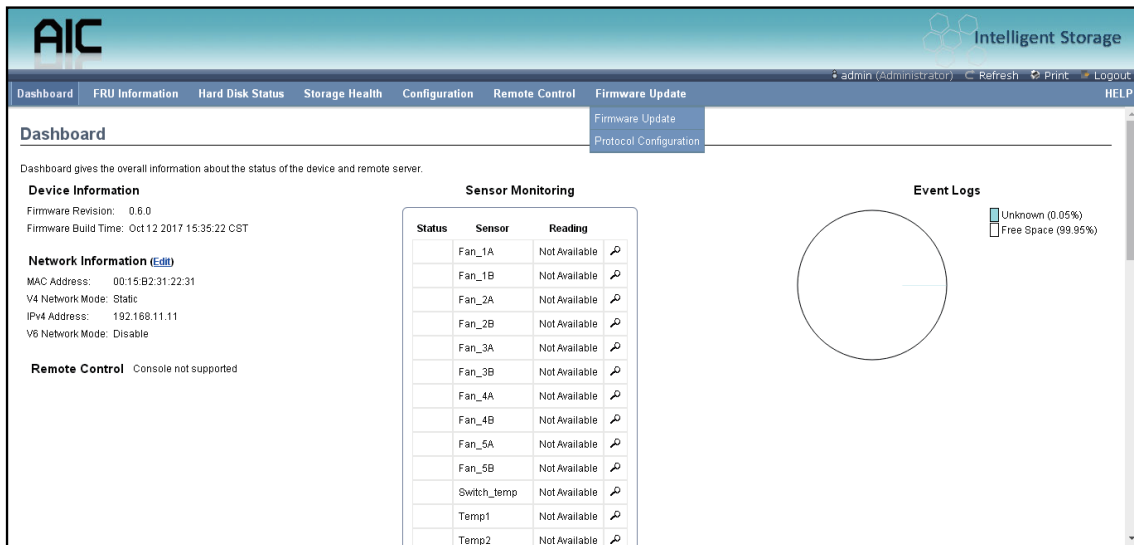 AIC
Intelligent Storage
admin (Administrator) Refresh Print Logout
Dashboard FRU Information Hard Disk Status Storage Health Configuration Remote Control Firmware Update HELP
Firmware Update
Protocol Configuration
Dashboard
Dashboard gives the overall information about the status of the device and remote server.
Device Information
Firmware Revision: 0.6.0
Firmware Build Time: Oct 12 2017 15:35:22 CST
Network Information (Edit)
MAC Address: 00:15:B2:31:22:31
V4 Network Mode: Static
IPv4 Address: 192.168.11.11
V6 Network Mode: Disable
Remote Control Console not supported
Sensor Monitoring
Status Sensor Reading
Fan_1A Not Available
Fan_1B Not Available
Fan_2A Not Available
Fan_2B Not Available
Fan_3A Not Available
Fan_3B Not Available
Fan_4A Not Available
Fan_4B Not Available
Fan_5A Not Available
Fan_5B Not Available
Switch_temp Not Available
Temp1 Not Available
Temp2 Not Available
Event Logs
Unknown (0.05%)
Free Space (99.95%)